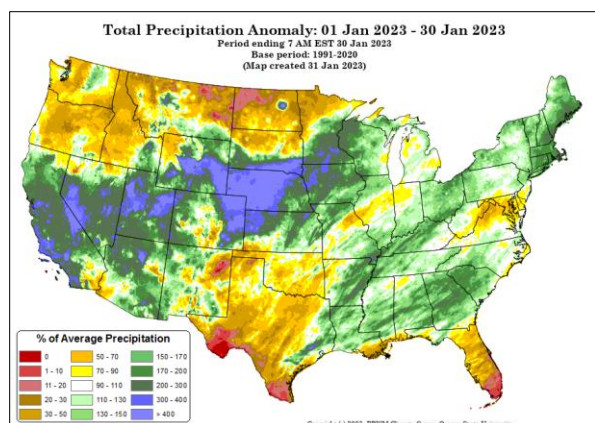 Total Precipitation Anomaly: 01 Jan 2023 - 30 Jan 2023
Period ending 7 AM EST 30 Jan 2023
Base period: 1991-2020
(Map created 31 Jan 2023)
% of Average Precipitation
0
50 - 70
150 - 170
1 - 10
70 - 90
170 - 200
11 - 20
90 - 110
200 - 300
20 - 30
110 - 130
300 - 400
30 - 50
130 - 150
> 400